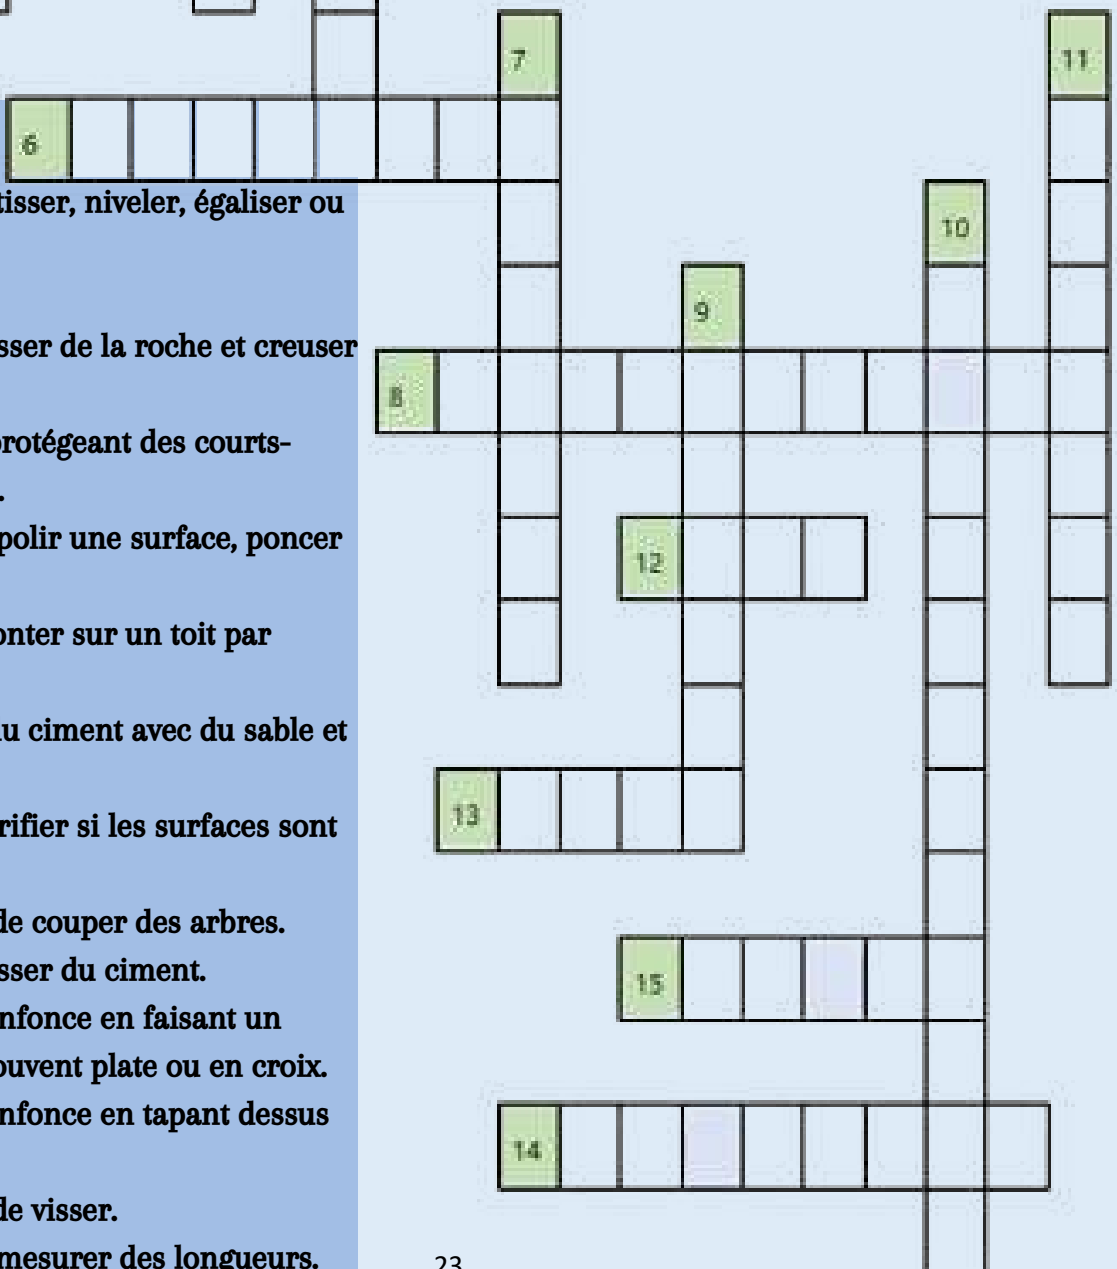 7
11
6
tisser, niveler, égaliser ou
10
9
sser de la roche et creuser
8
protégeant des courts-
.
polir une surface, poncer
12
onter sur un toit par
u ciment avec du sable et
13
rifier si les surfaces sont
de couper des arbres.
sser du ciment.
15
nfonce en faisant un
ouvent plate ou en croix.
nfonce en tapant dessus
14
de visser.
mesurer des longueurs.
23